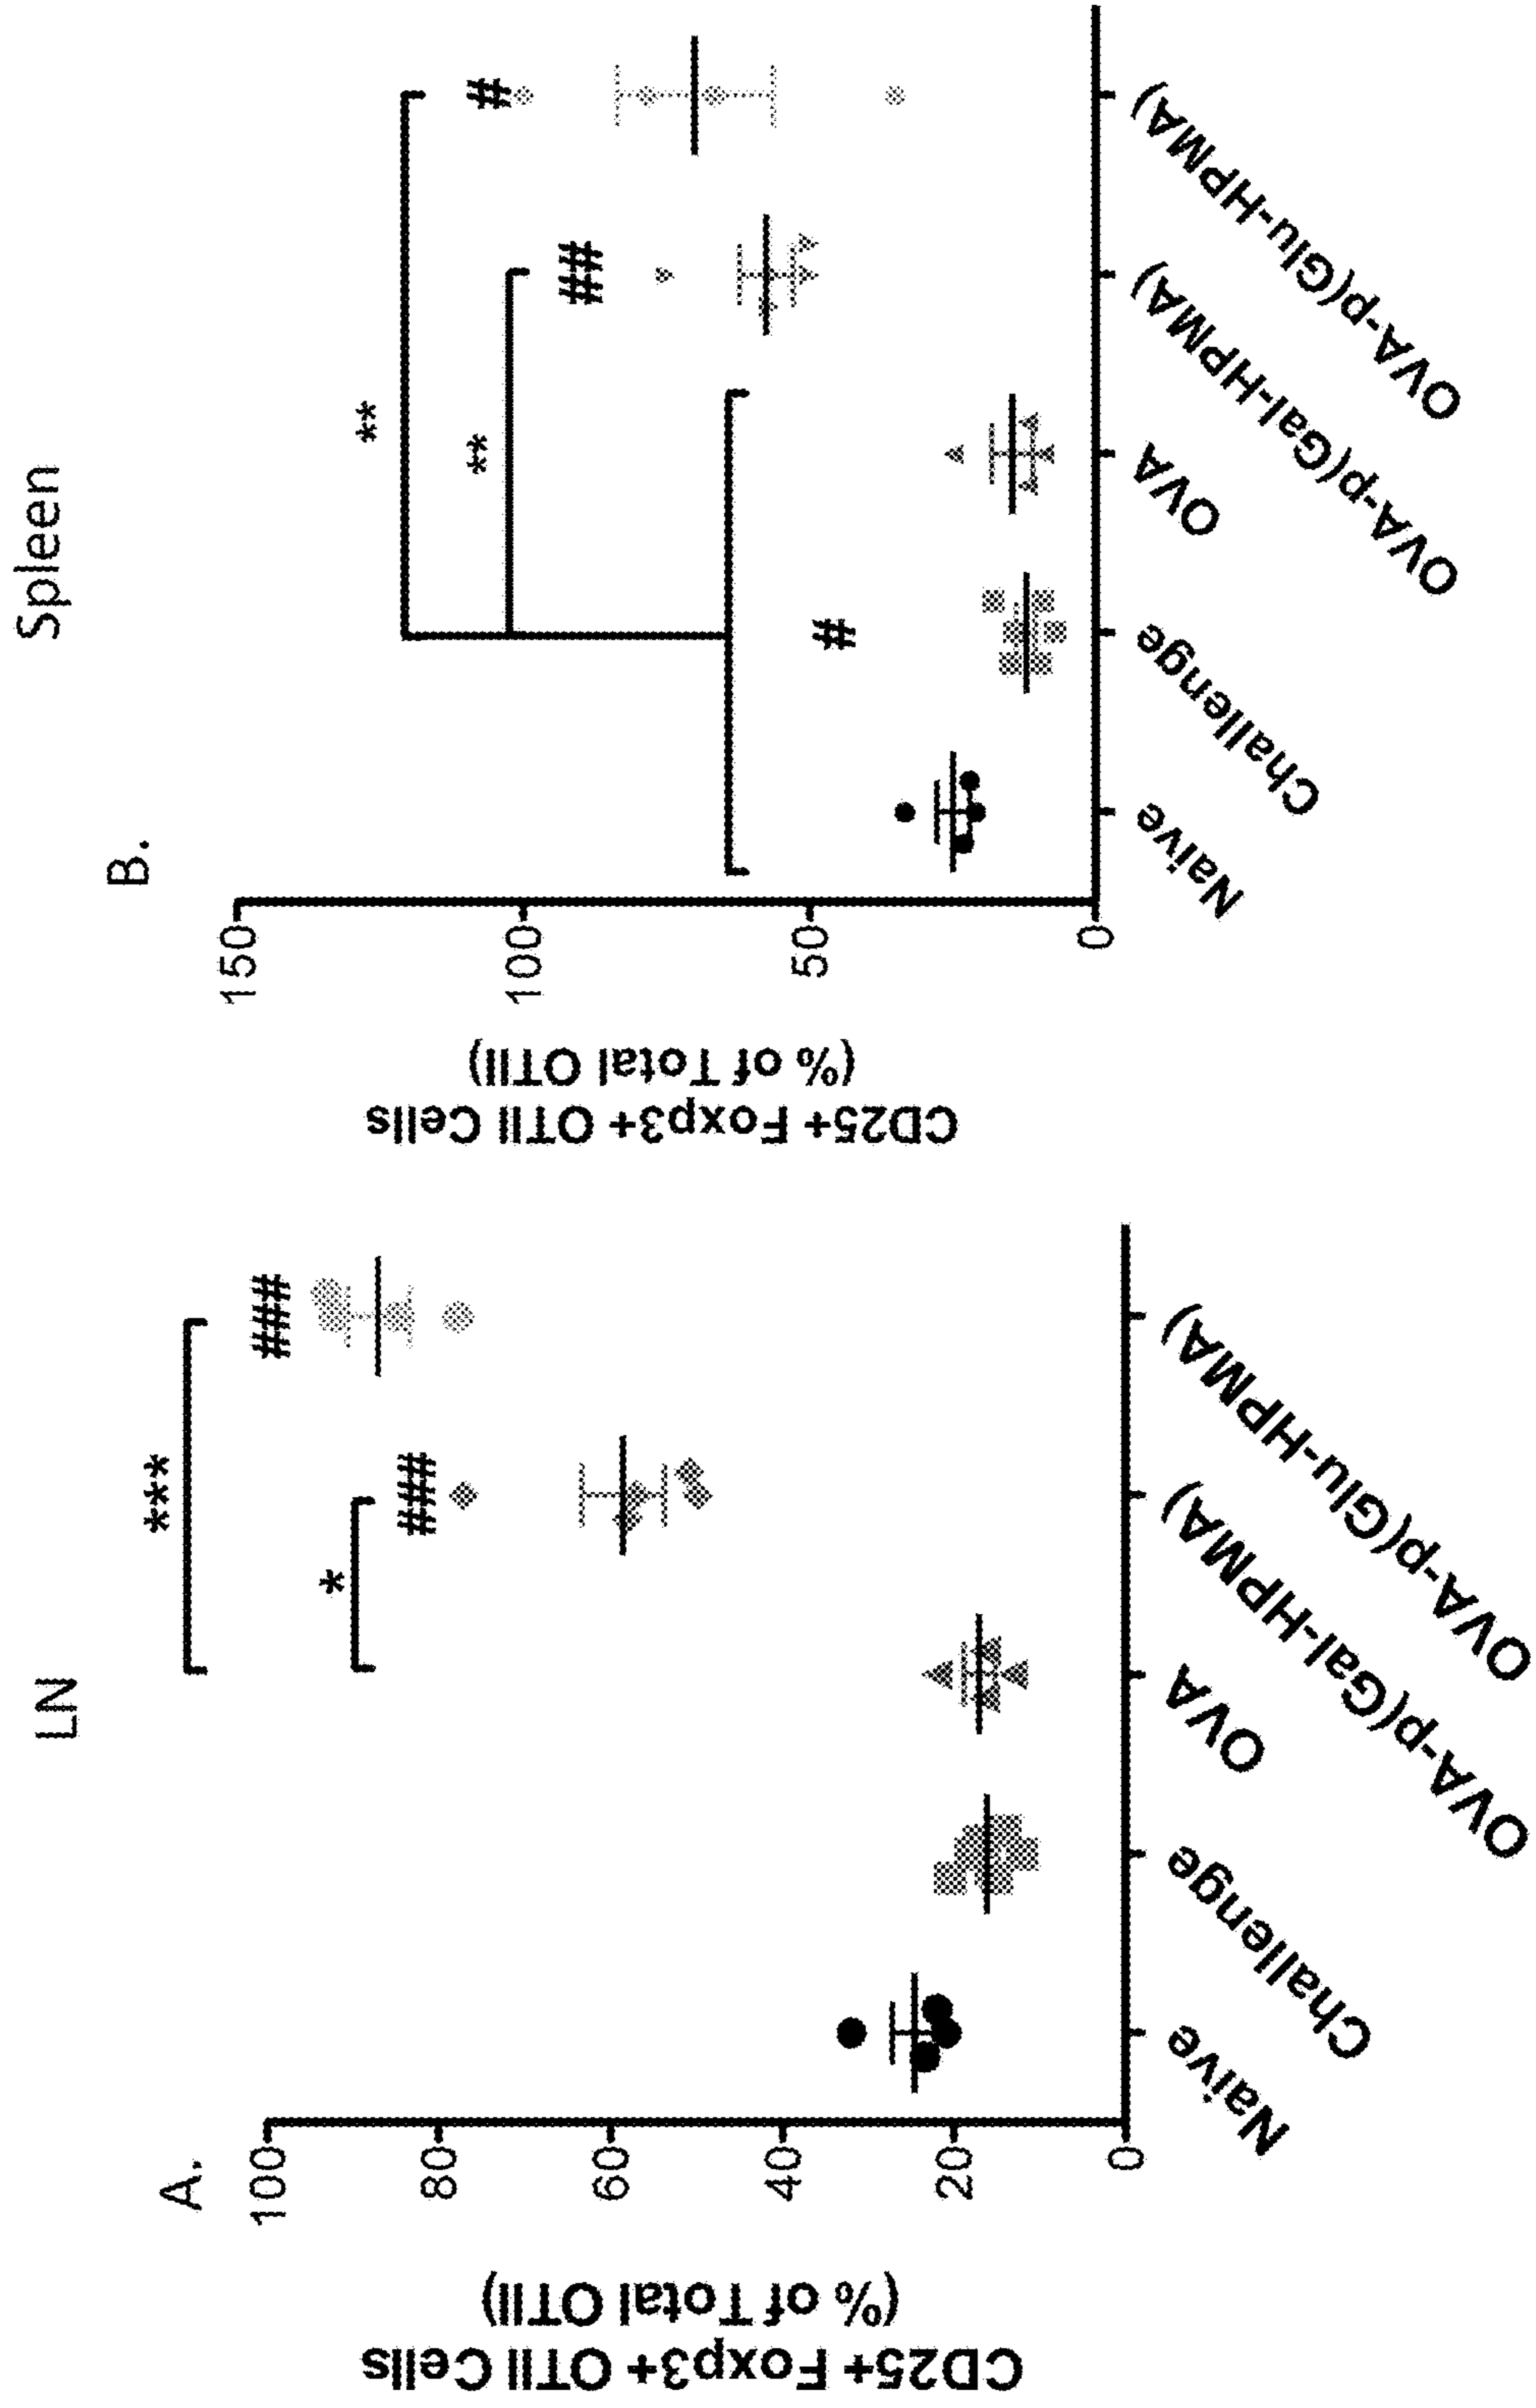 A.
LN
CD25+ Foxp3+ OTII Cells
(% of Total OTII)
100
80
60
40
20
0
***
*
###
###
Naive
Challenge
OVA
OVA-p(Gal-HPMA)
OVA-p(Glu-HPMA)
B.
Spleen
CD25+ Foxp3+ OTII Cells
(% of Total OTII)
150
100
50
0
**
**
#
##
#
Naive
Challenge
OVA
OVA-p(Gal-HPMA)
OVA-p(Glu-HPMA)